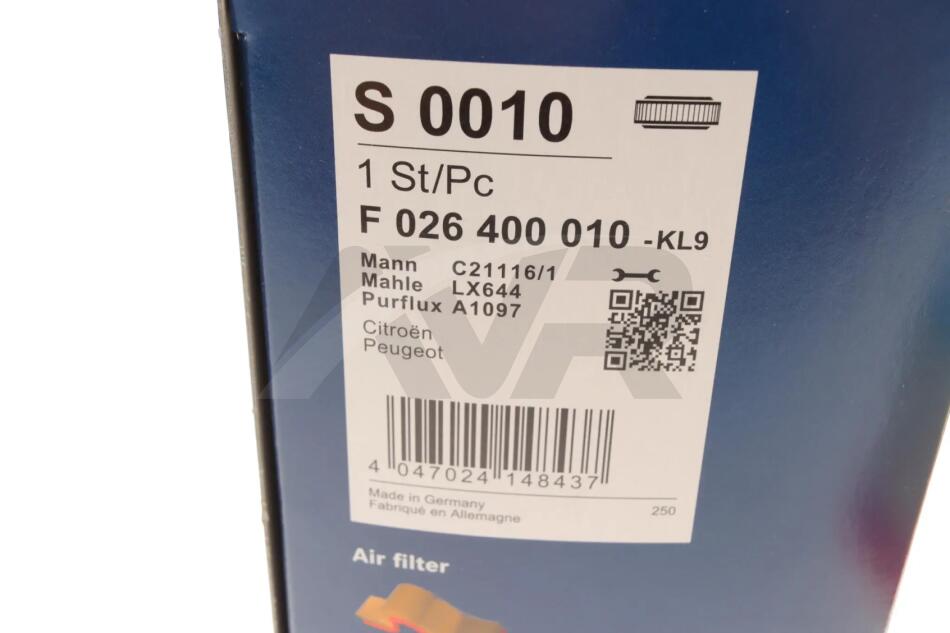 S 0010
1 St/Pc
F 026 400 010 -KL9
Mann C21116/1
Mahle LX644
Purflux A1097
Citroën
Peugeot
AVR
4 047024 148437
Made in Germany
Fabriqué en Allemagne
250
Air filter